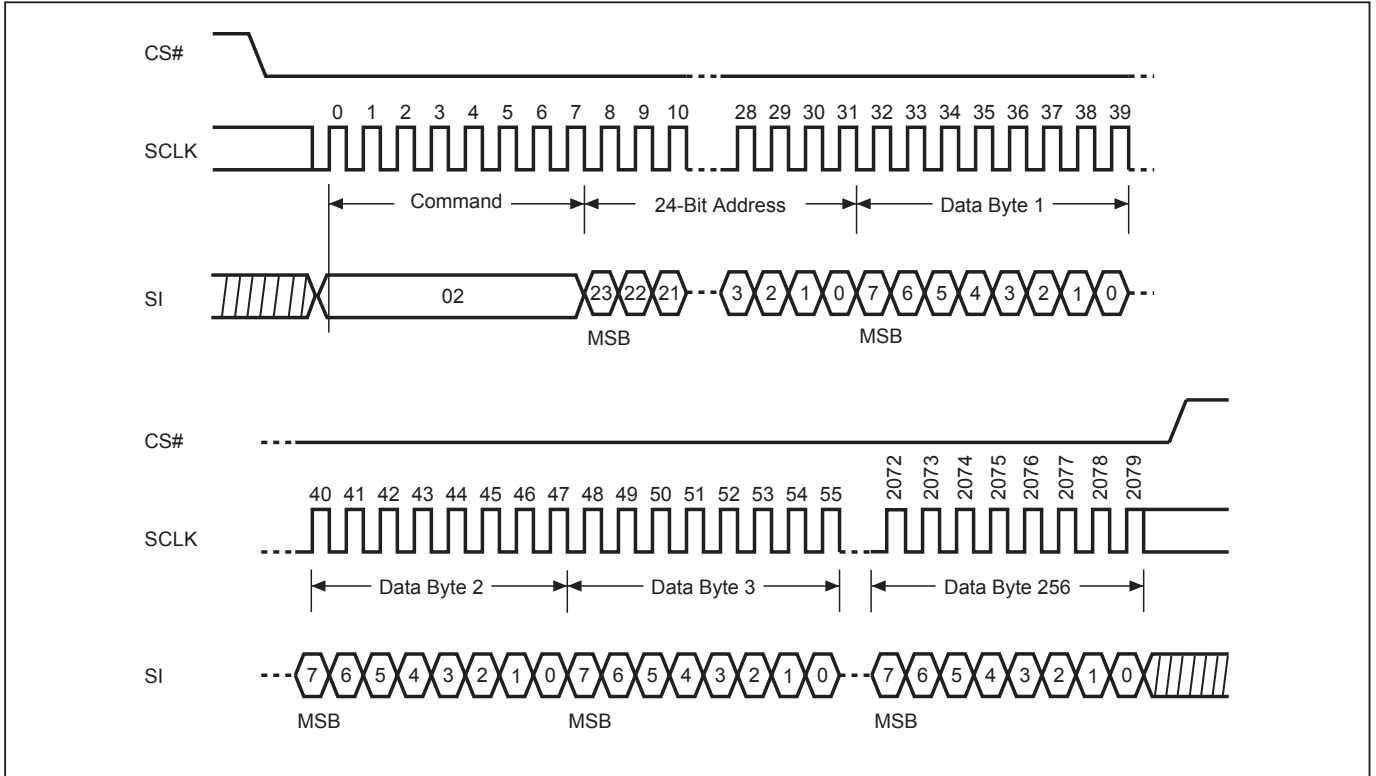 CS#
0 1 2 3 4 5 6 7 8 9 10 28 29 30 31 32 33 34 35 36 37 38 39
SCLK
Command 24-Bit Address Data Byte 1
SI 02 23 22 21 3 2 1 0 7 6 5 4 3 2 1 0
MSB MSB
CS#
40 41 42 43 44 45 46 47 48 49 50 51 52 53 54 55 2072 2073 2074 2075 2076 2077 2078 2079
SCLK
Data Byte 2 Data Byte 3 Data Byte 256
SI 7 6 5 4 3 2 1 0 7 6 5 4 3 2 1 0 7 6 5 4 3 2 1 0
MSB MSB MSB